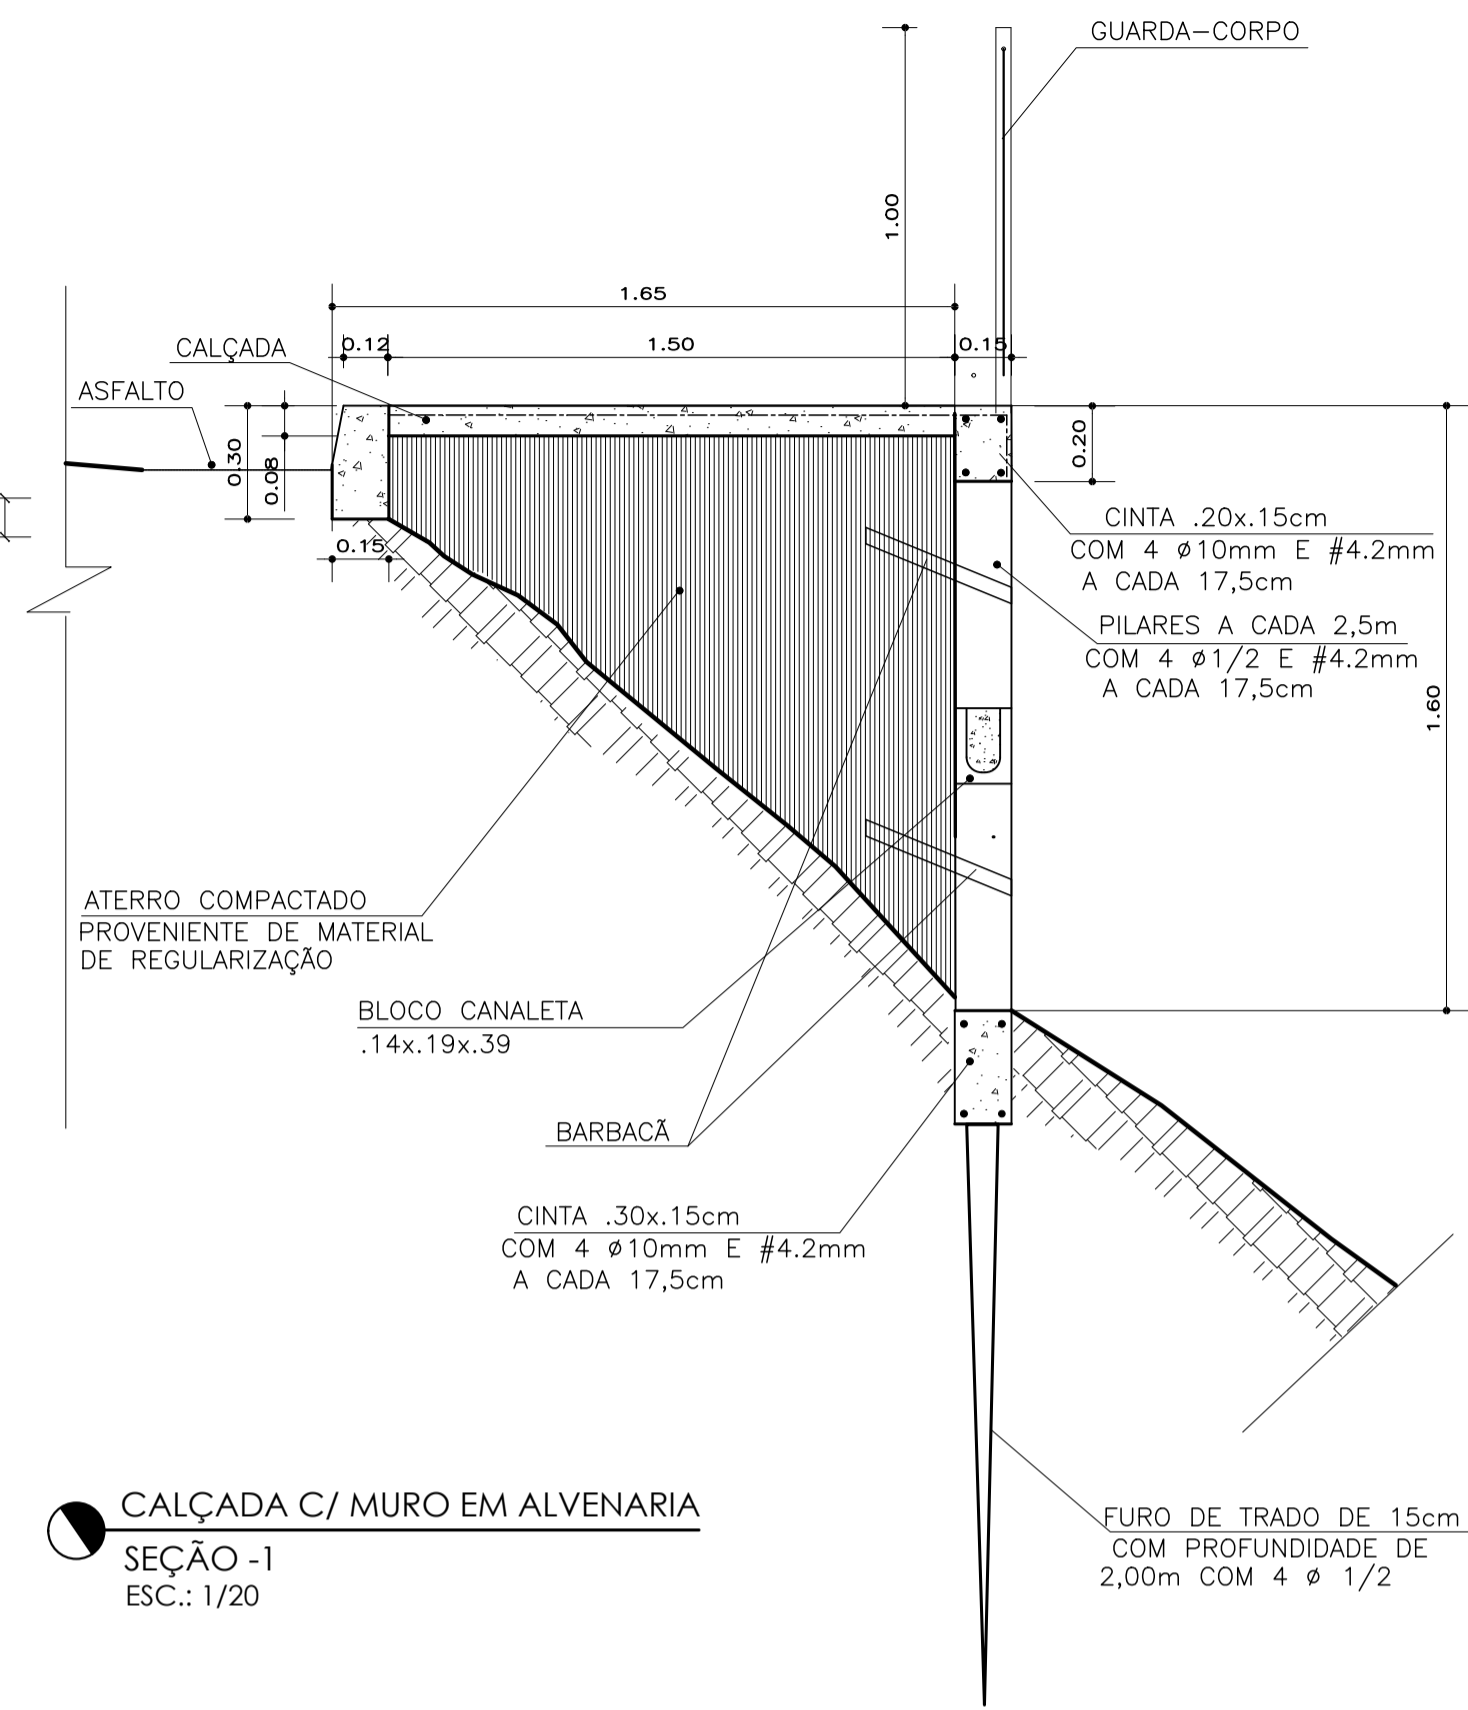 GUARDA-CORPO
1.00
1.65
0.12
1.50
0.15
CALÇADA
ASFALTO
0.30
0.08
0.20
0.15
CINTA .20x.15cm
COM 4 ø10mm E #4.2mm
A CADA 17,5cm
PILARES A CADA 2,5m
COM 4 ø1/2 E #4.2mm
A CADA 17,5cm
1.60
ATERRO COMPACTADO
PROVENIENTE DE MATERIAL
DE REGULARIZAÇÃO
BLOCO CANALETA
.14x.19x.39
BARBACÃ
CINTA .30x.15cm
COM 4 ø10mm E #4.2mm
A CADA 17,5cm
CALÇADA C/ MURO EM ALVENARIA
SEÇÃO -1
ESC.: 1/20
FURO DE TRADO DE 15cm
COM PROFUNDIDADE DE
2,00m COM 4 ø 1/2